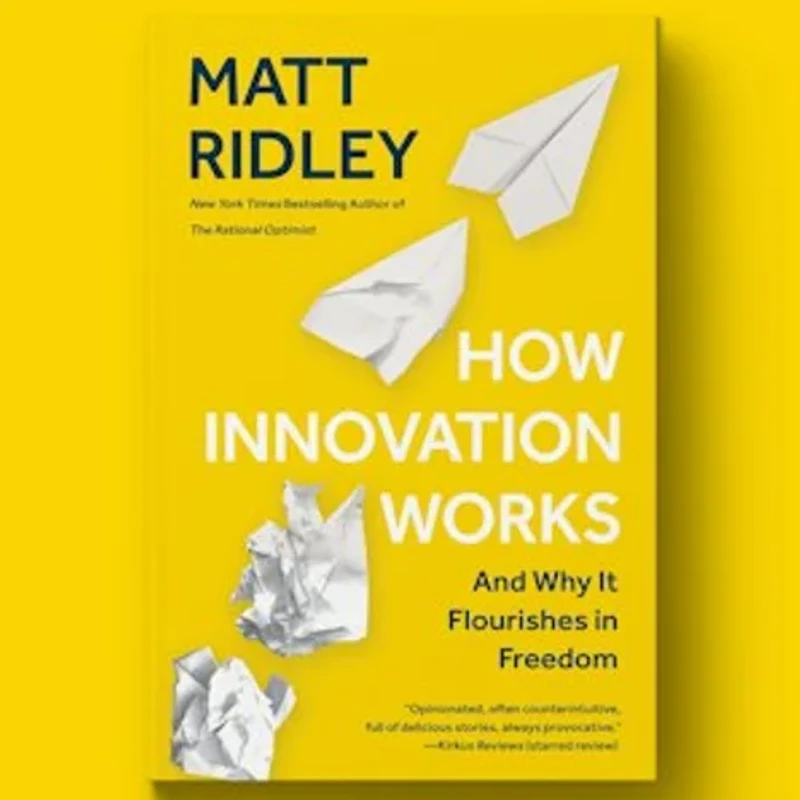 MATT
RIDLEY
New York Times Bestselling Author of
The Rational Optimist
HOW
INNOVATION
WORKS
And Why It
Flourishes in
Freedom
"Opinionated, often counterintuitive,
full of delicious stories, always provocative."
—Kirkus Reviews (starred review)